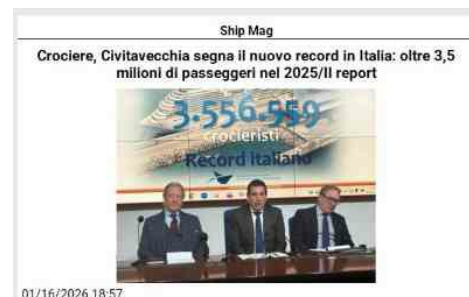 Ship Mag
Crociere, Civitavecchia segna il nuovo record in Italia: oltre 3,5
milioni di passeggeri nel 2025/Il report
3.556.559
crocieristi
Record italiano
01/16/2026 18:57